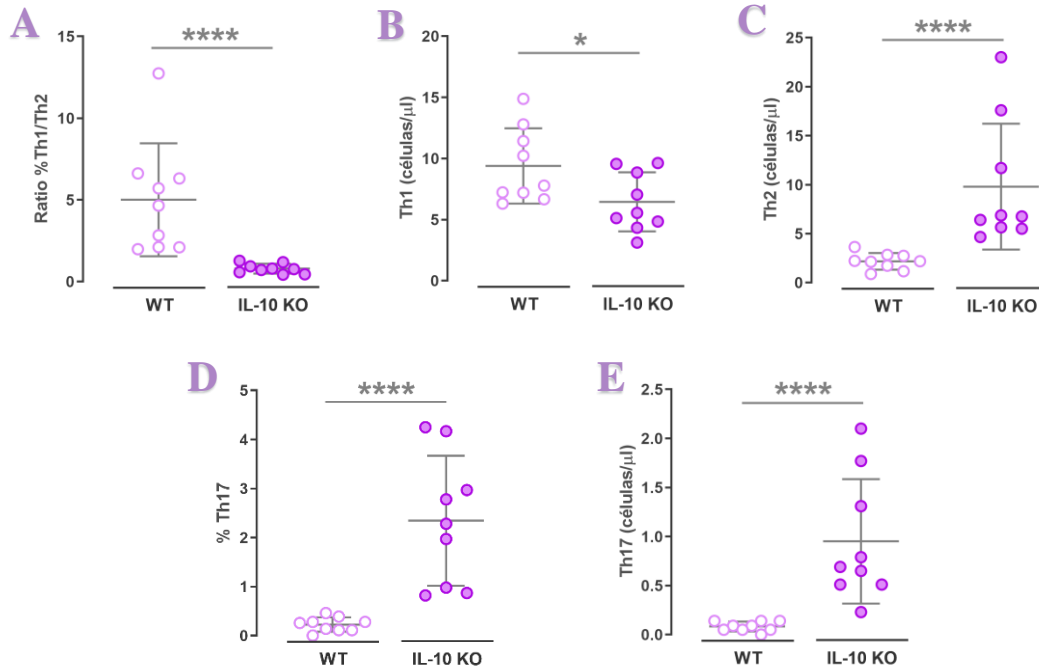 A
Ratio %Th1/Th2
15
10
5
0
****
WT
IL-10 KO
B
Th1 (células/µl)
20
15
10
5
0
*
WT
IL-10 KO
C
Th2 (células/µl)
25
20
15
10
5
0
****
WT
IL-10 KO
D
% Th17
5
4
3
2
1
0
****
WT
IL-10 KO
E
Th17 (células/µl)
2.5
2.0
1.5
1.0
0.5
0.0
****
WT
IL-10 KO